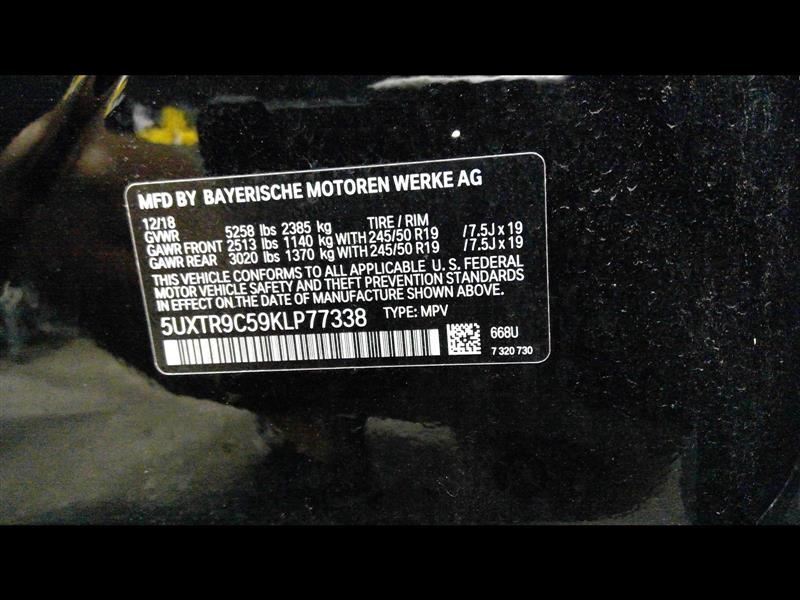 MFD BY BAYERISCHE MOTOREN WERKE AG
12/18 TIRE / RIM
GVWR 5258 lbs 2385 kg
GAWR FRONT 2513 lbs 1140 kg WITH 245/50 R19 /7.5J x 19
GAWR REAR 3020 lbs 1370 kg WITH 245/50 R19 /7.5J x 19
THIS VEHICLE CONFORMS TO ALL APPLICABLE U. S. FEDERAL
MOTOR VEHICLE SAFETY AND THEFT PREVENTION STANDARDS
IN EFFECT ON THE DATE OF MANUFACTURE SHOWN ABOVE.
5UXTR9C59KLP77338 TYPE: MPV
668U
7 320 730